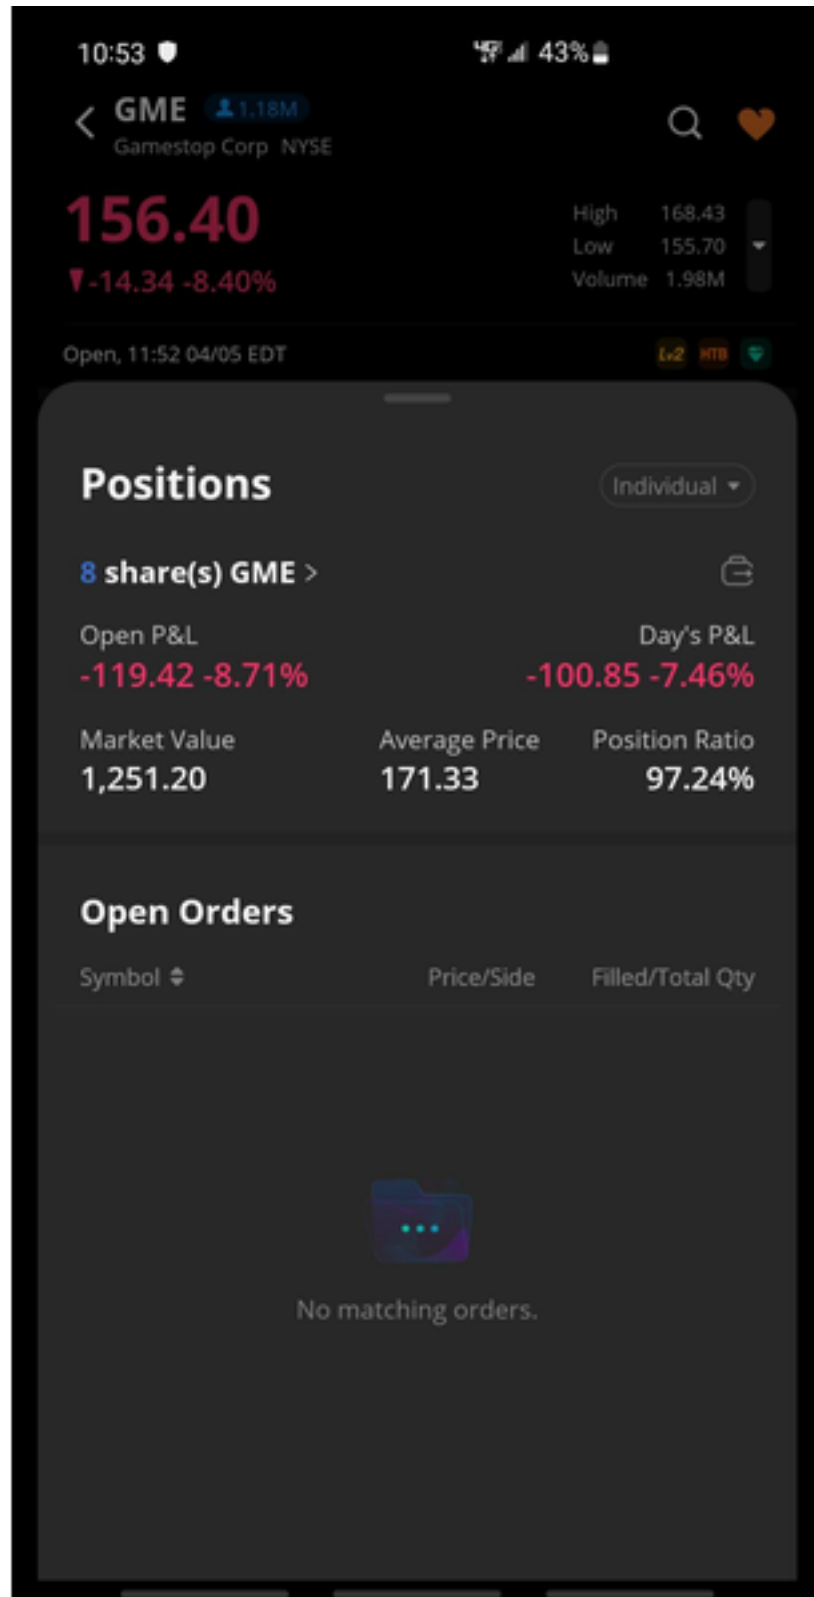 10:53 43%
GME 1.18M
Gamestop Corp NYSE
156.40
-14.34 -8.40%
High 168.43
Low 155.70
Volume 1.98M
Open, 11:52 04/05 EDT
Lv2 HTB
Positions
Individual
8 share(s) GME >
Open P&L Day's P&L
-119.42 -8.71% -100.85 -7.46%
Market Value Average Price Position Ratio
1,251.20 171.33 97.24%
Open Orders
Symbol Price/Side Filled/Total Qty
No matching orders.